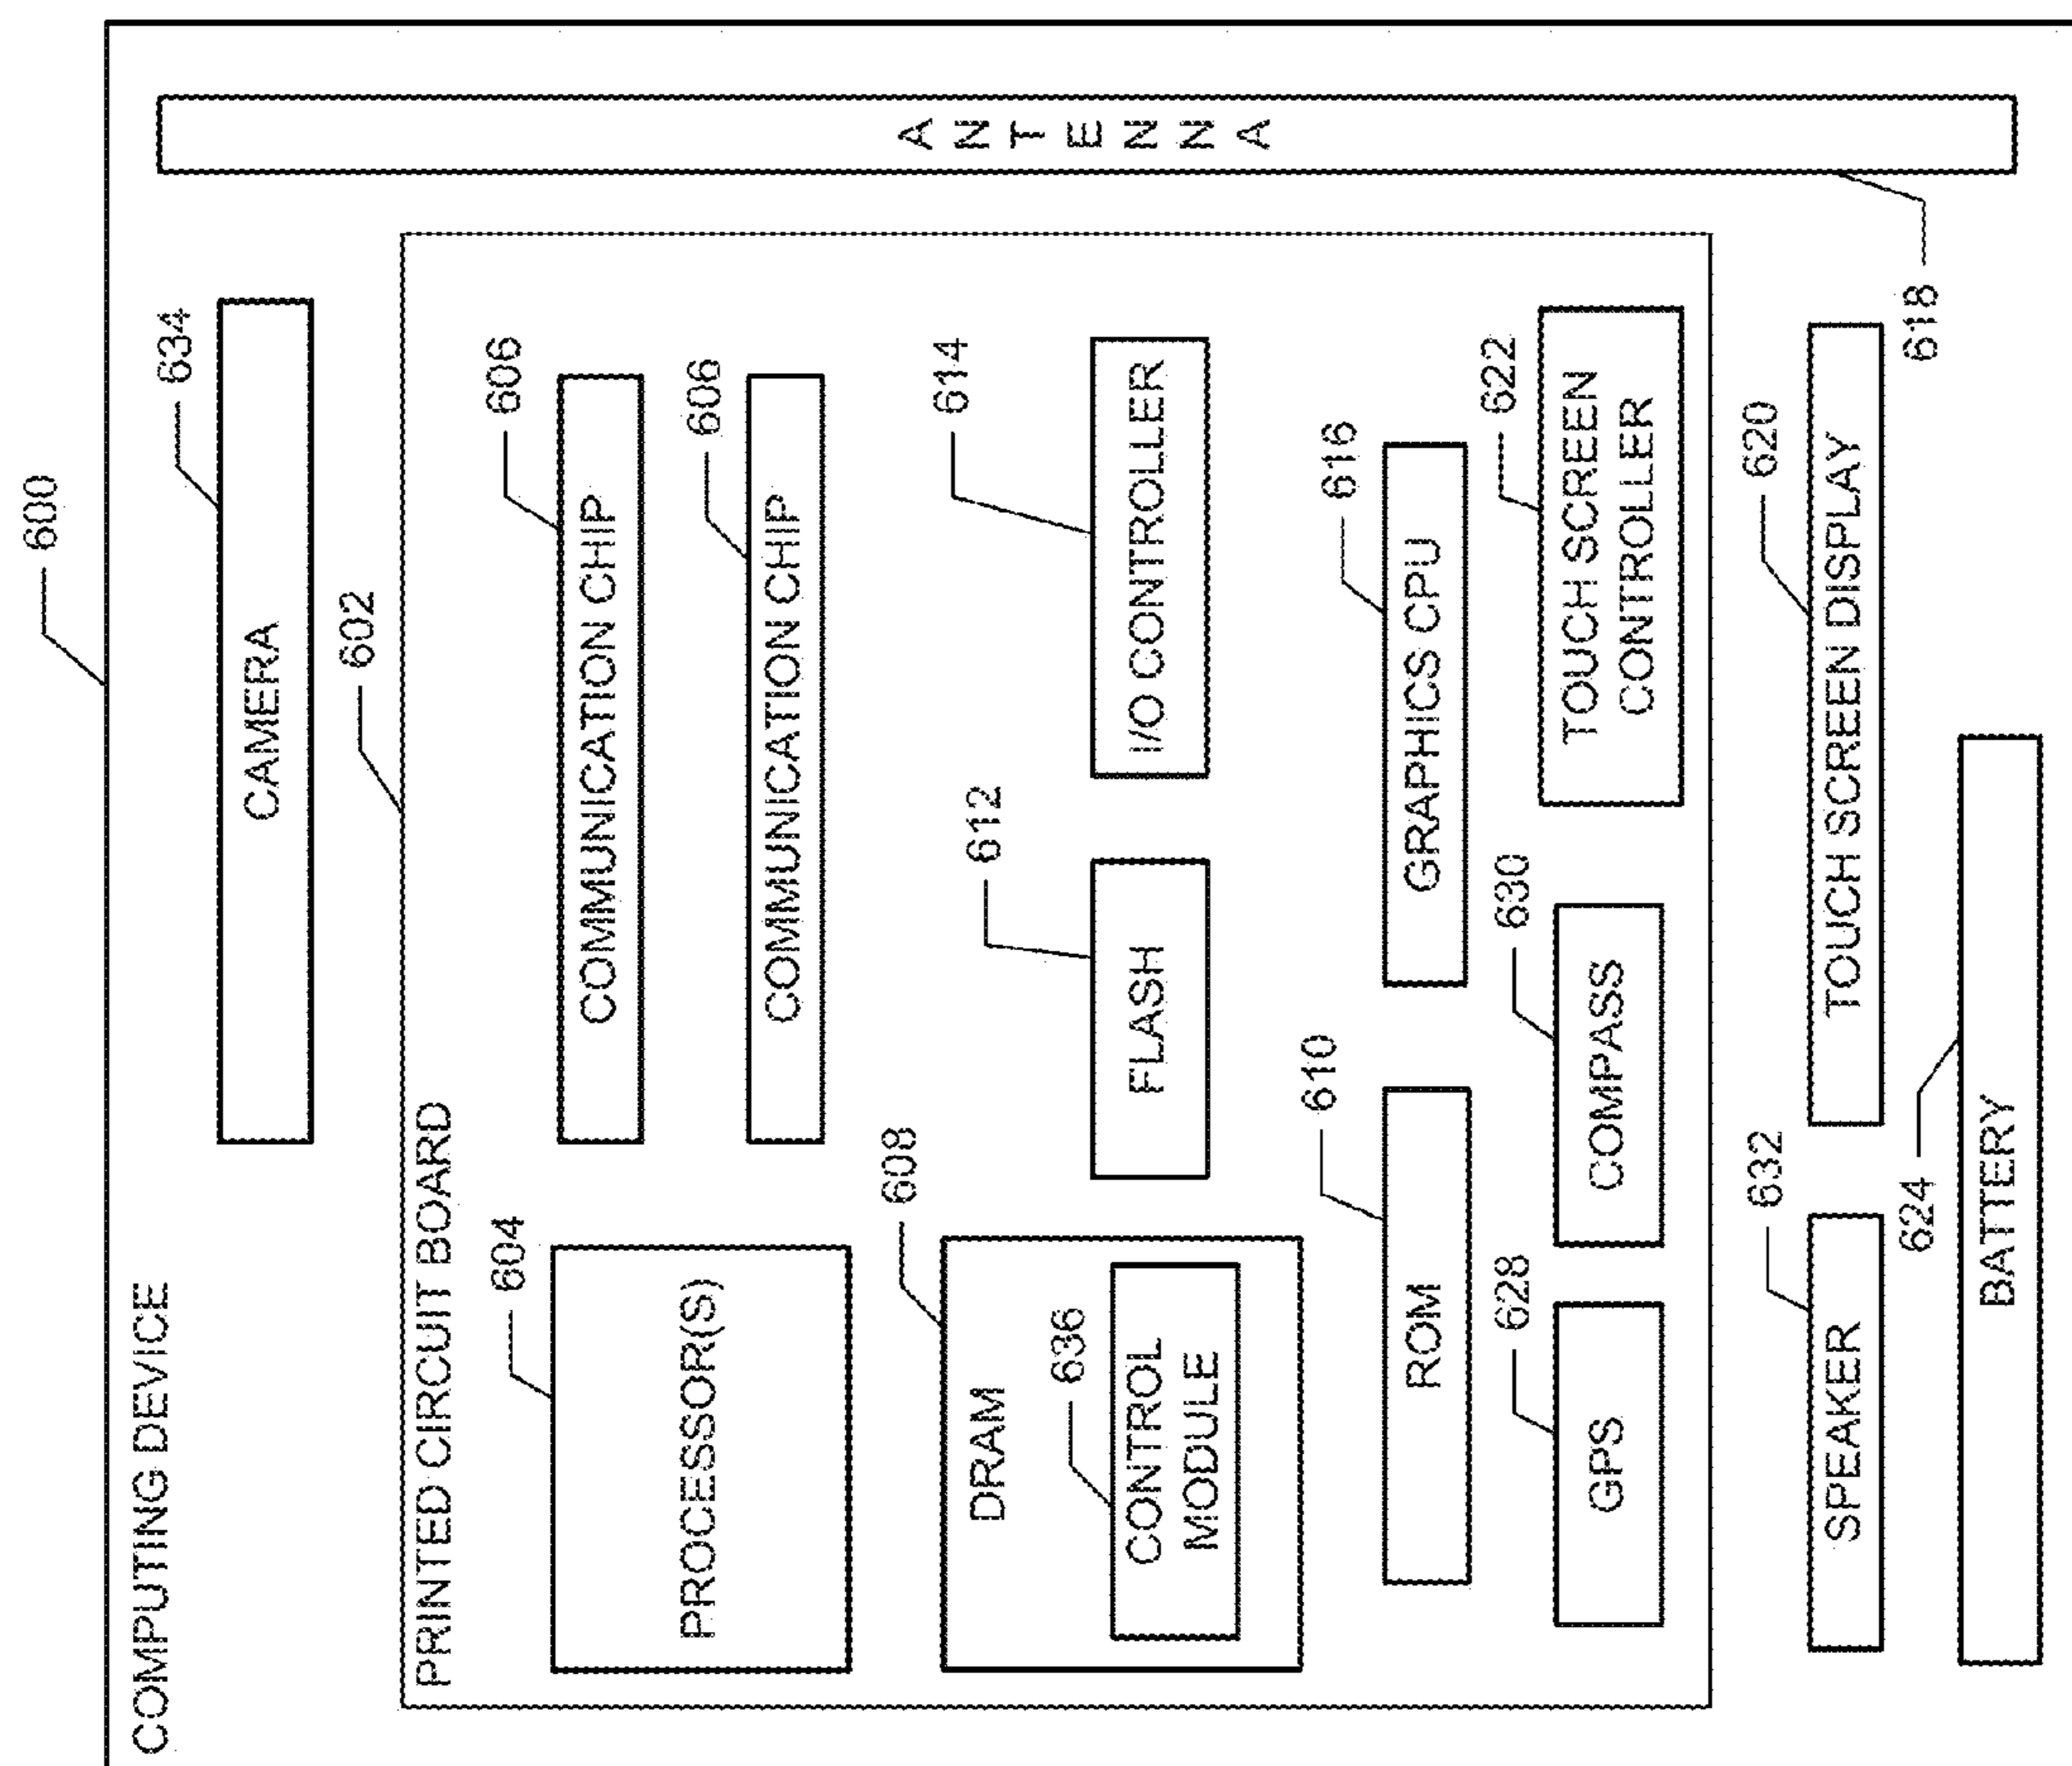 600
COMPUTING DEVICE
634
CAMERA
602
PRINTED CIRCUIT BOARD
604
606
COMMUNICATION CHIP
PROCESSOR(S)
606
COMMUNICATION CHIP
608
612
614
DRAM
636
CONTROL
MODULE
FLASH
I/O CONTROLLER
A
N
T
E
N
N
A
610
616
ROM
GRAPHICS CPU
628
630
622
GPS
COMPASS
TOUCH SCREEN
CONTROLLER
632
620
SPEAKER
TOUCH SCREEN DISPLAY
624
618
BATTERY